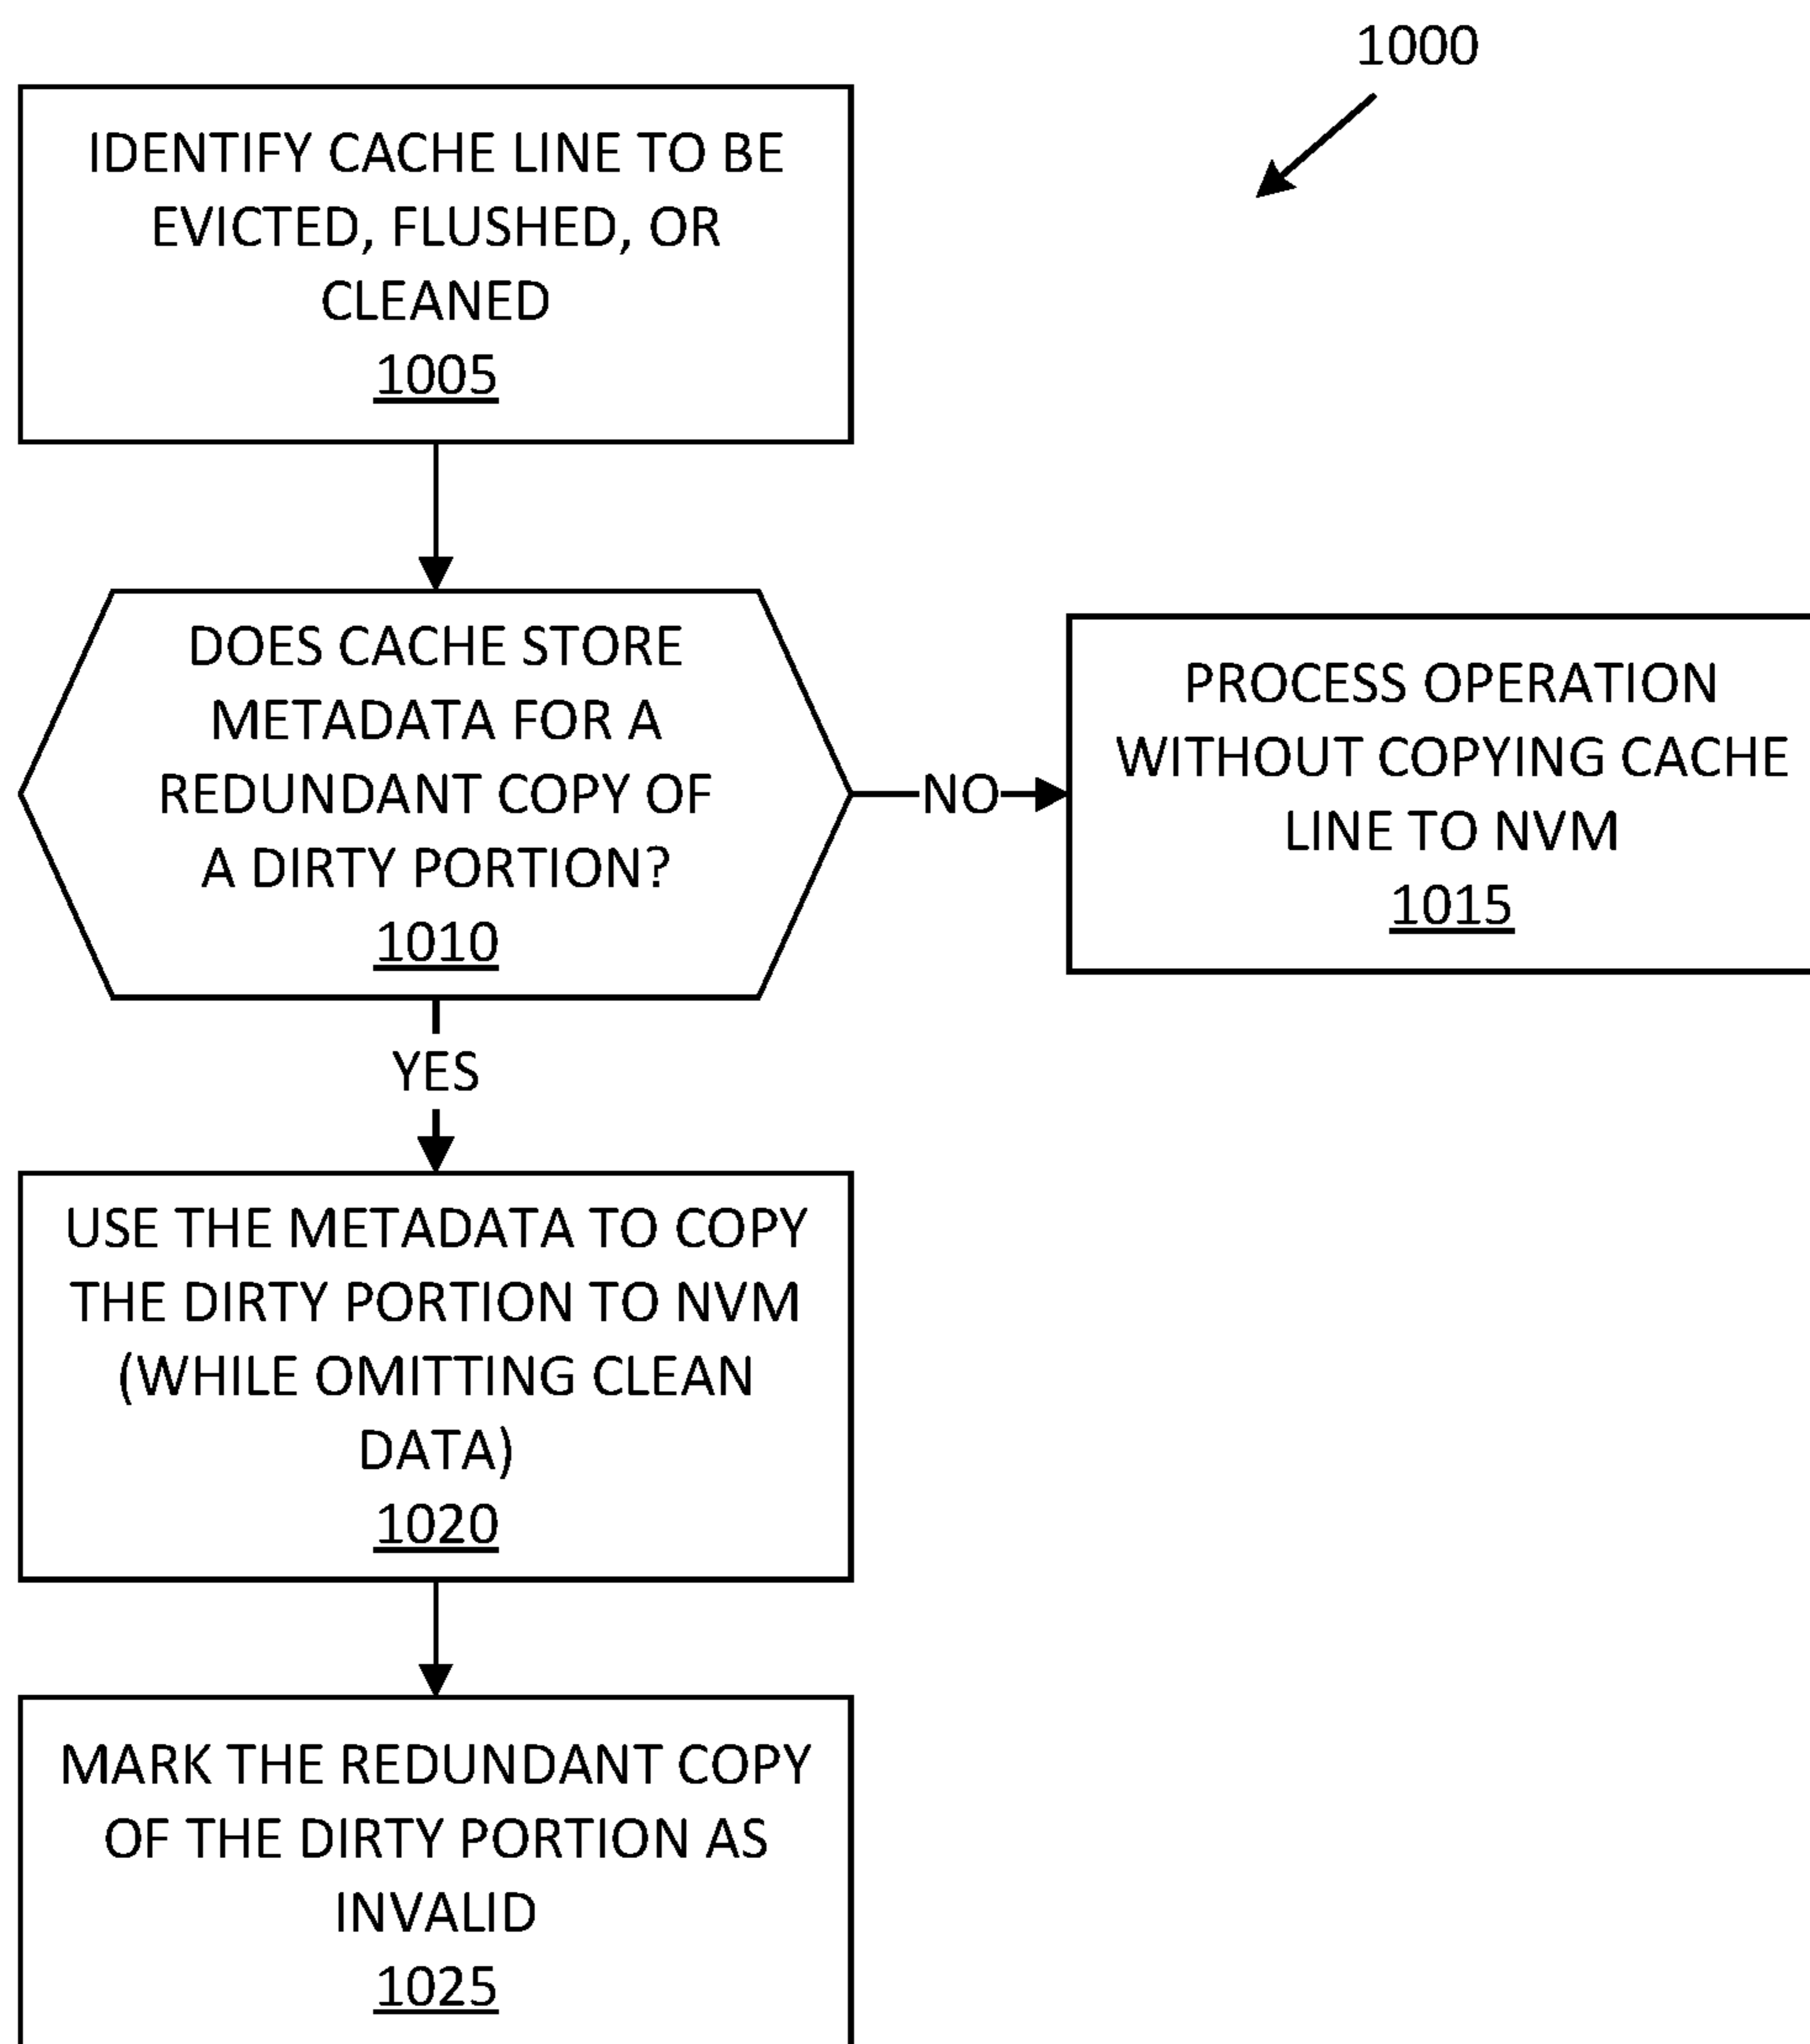 1000
IDENTIFY CACHE LINE TO BE
EVICTED, FLUSHED, OR
CLEANED
1005
DOES CACHE STORE
METADATA FOR A
REDUNDANT COPY OF
A DIRTY PORTION?
1010
NO
PROCESS OPERATION
WITHOUT COPYING CACHE
LINE TO NVM
1015
YES
USE THE METADATA TO COPY
THE DIRTY PORTION TO NVM
(WHILE OMITTING CLEAN
DATA)
1020
MARK THE REDUNDANT COPY
OF THE DIRTY PORTION AS
INVALID
1025